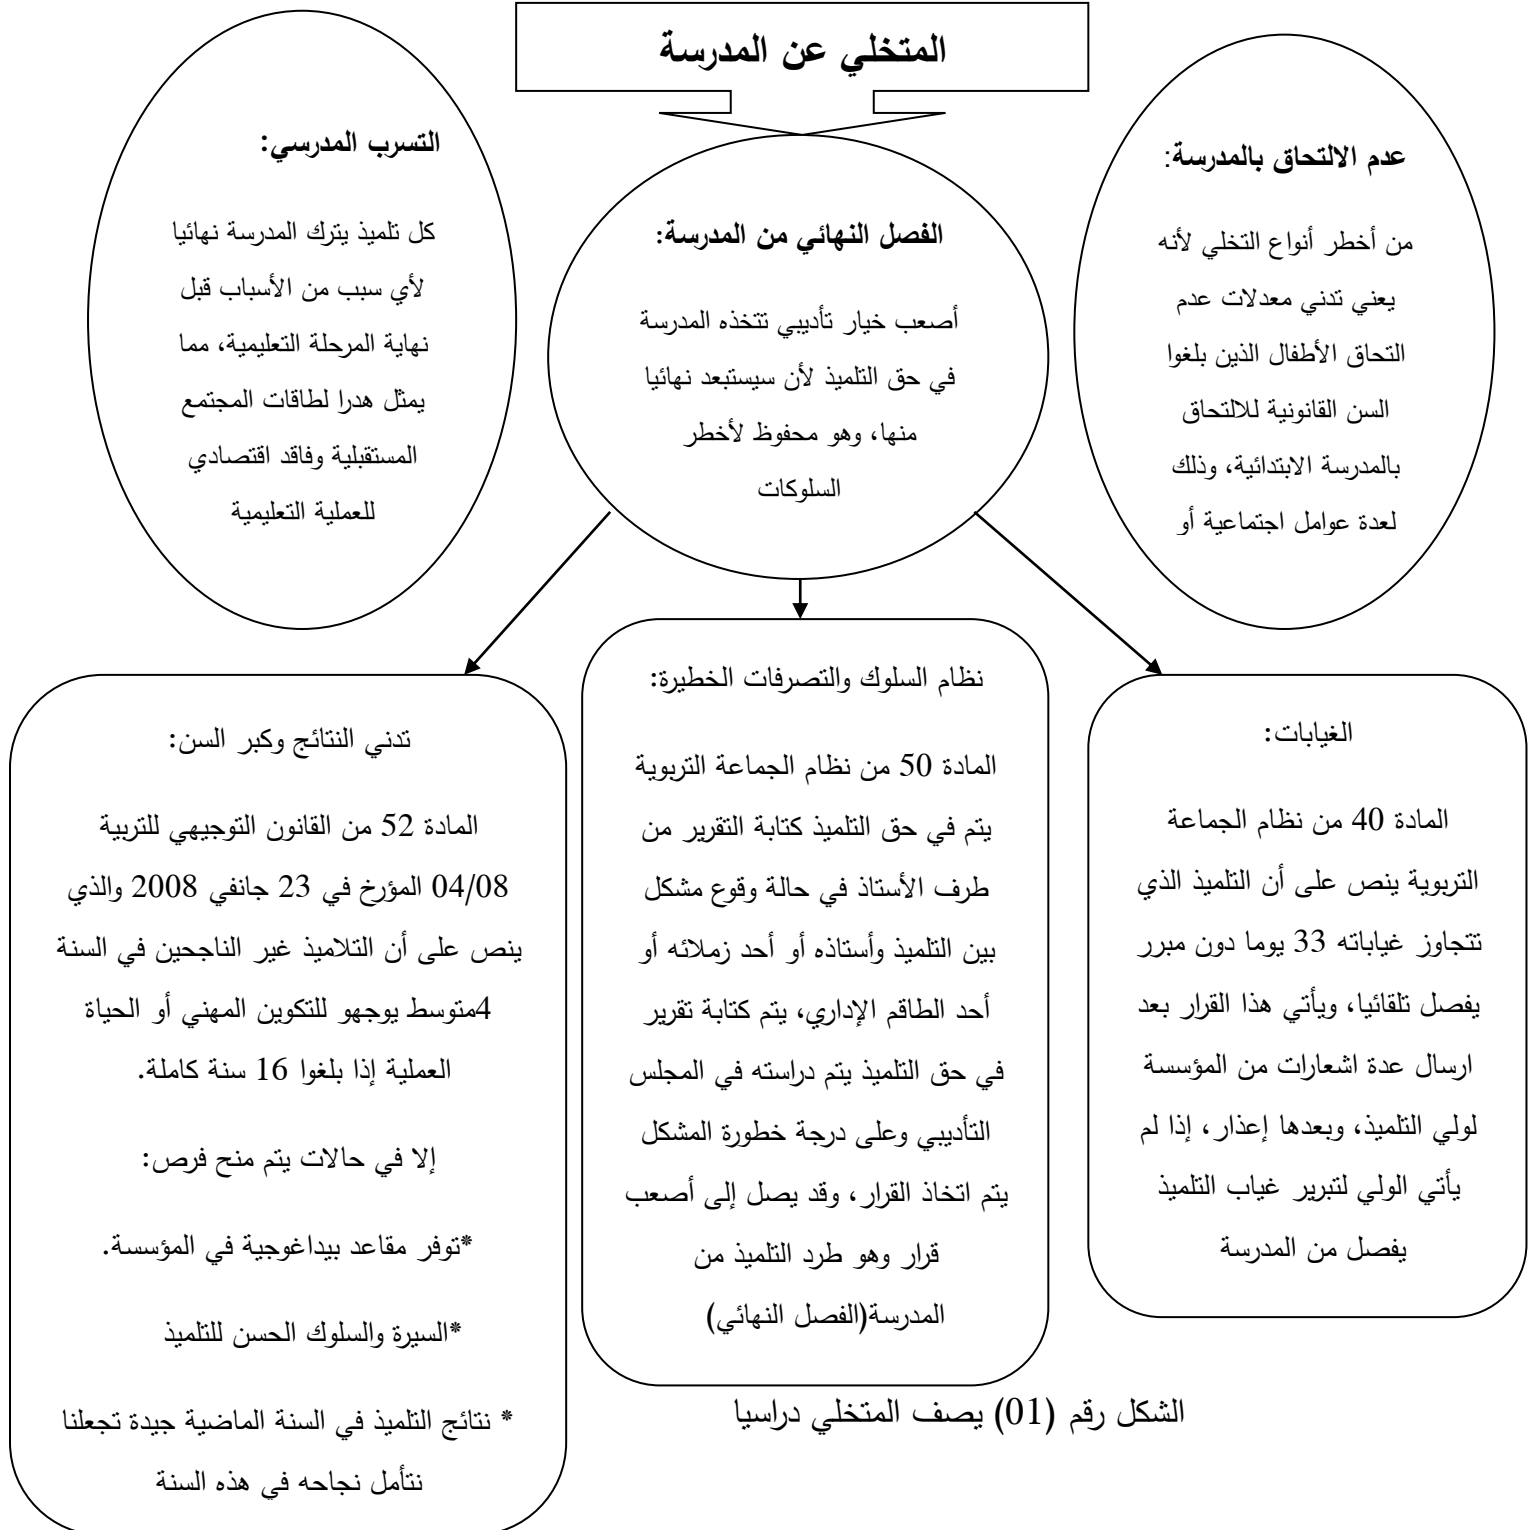 المتخلي عن المدرسة
عدم الالتحاق بالمدرسة:
من أخطر أنواع التخلي لأنه
يعني تدني معدلات عدم
التحاق الأطفال الذين بلغوا
السن القانونية للالتحاق
بالمدرسة الابتدائية، وذلك
لعدة عوامل اجتماعية أو
الفصل النهائي من المدرسة:
أصعب خيار تأديبي تتخذه المدرسة
في حق التلميذ لأن سيستبعد نهائيا
منها، وهو محفوظ لأخطر
السلوكات
التسرب المدرسي:
كل تلميذ يترك المدرسة نهائيا
لأي سبب من الأسباب قبل
نهاية المرحلة التعليمية، مما
يمثل هدرا لطاقات المجتمع
المستقبلية وفاقد اقتصادي
للعملية التعليمية
الغيابات:
المادة 40 من نظام الجماعة
التربوية ينص على أن التلميذ الذي
تتجاوز غياباته 33 يوما دون مبرر
يفصل تلقائيا، ويأتي هذا القرار بعد
ارسال عدة اشعارات من المؤسسة
لولي التلميذ، وبعدها إعذار، إذا لم
يأتي الولي لتبرير غياب التلميذ
يفصل من المدرسة
نظام السلوك والتصرفات الخطيرة:
المادة 50 من نظام الجماعة التربوية
يتم في حق التلميذ كتابة التقرير من
طرف الأستاذ في حالة وقوع مشكل
بين التلميذ وأستاذه أو أحد زملائه أو
أحد الطاقم الإداري، يتم كتابة تقرير
في حق التلميذ يتم دراسته في المجلس
التأديبي وعلى درجة خطورة المشكل
يتم اتخاذ القرار، وقد يصل إلى أصعب
قرار وهو طرد التلميذ من
المدرسة(الفصل النهائي)
تدني النتائج وكبر السن:
المادة 52 من القانون التوجيهي للتربية
04/08 المؤرخ في 23 جانفي 2008 والذي
ينص على أن التلاميذ غير الناجحين في السنة
4متوسط يوجهو للتكوين المهني أو الحياة
العملية إذا بلغوا 16 سنة كاملة.
إلا في حالات يتم منح فرص:
*توفر مقاعد بيداغوجية في المؤسسة.
*السيرة والسلوك الحسن للتلميذ
* نتائج التلميذ في السنة الماضية جيدة تجعلنا
نتأمل نجاحه في هذه السنة
الشكل رقم (01) يصف المتخلي دراسيا